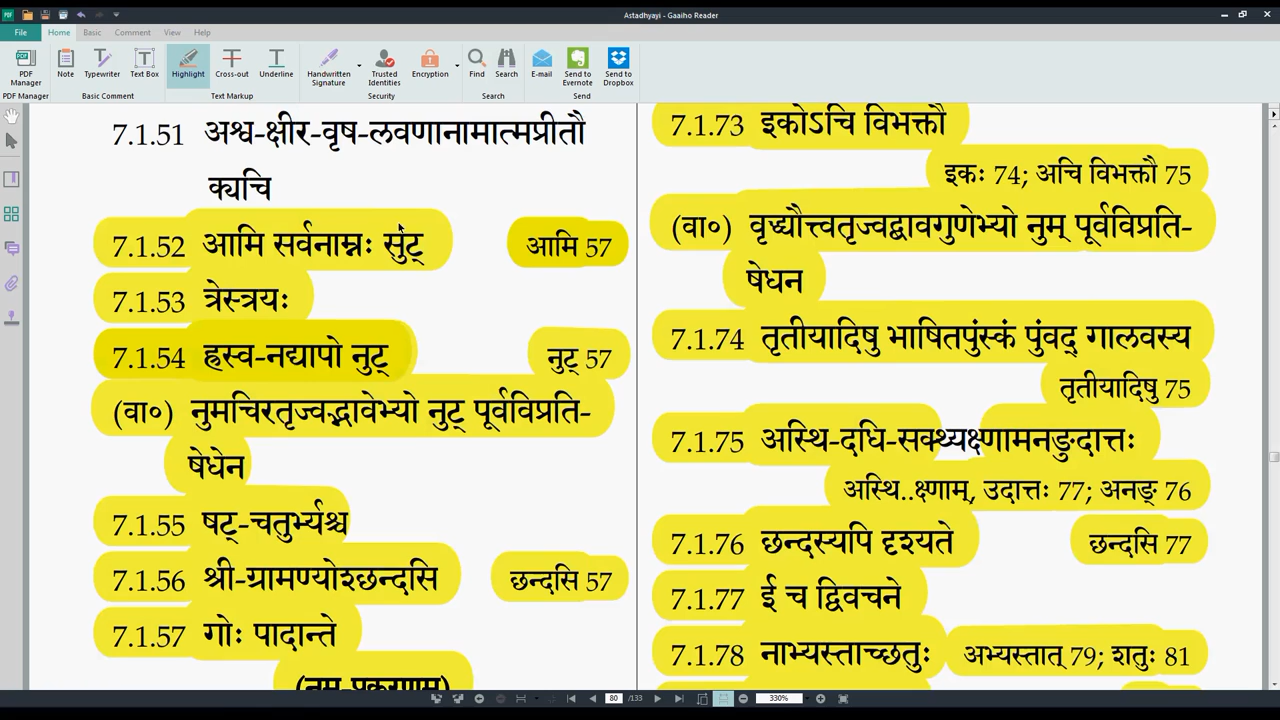 Astadhyayi - Gaaiho Reader
File Home Basic Comment View Help
PDF Manager Note Typewriter Text Box Highlight Cross-out Underline Handwritten Signature Trusted Identities Encryption Find Search E-mail Send to Evernote Send to Dropbox
PDF Manager Basic Comment Text Markup Security Search Send
7.1.51 अश्व-क्षीर-वृष-लवणानामात्मप्रीतौ
क्यचि
7.1.52 आमि सर्वनाम्नः सुट् आमि 57
7.1.53 त्रेस्त्रयः
7.1.54 ह्रस्व-नद्यापो नुट् नुट् 57
(वा०) नुमचिरतृज्वद्भावेभ्यो नुट् पूर्वविप्रति-
षेधेन
7.1.55 षट्-चतुर्भ्यश्च
7.1.56 श्री-ग्रामण्योश्छन्दसि छन्दसि 57
7.1.57 गोः पादान्ते
(नुम्-प्रकरणम्)
7.1.73 इकोऽचि विभक्तौ
इकः 74; अचि विभक्तौ 75
(वा०) वृद्ध्यौत्त्वतृज्वद्भावगुणेभ्यो नुम् पूर्वविप्रति-
षेधन
7.1.74 तृतीयादिषु भाषितपुंस्कं पुंवद् गालवस्य
तृतीयादिषु 75
7.1.75 अस्थि-दधि-सक्थ्यक्ष्णामनङुदात्तः
अस्थि..क्ष्णाम्, उदात्तः 77; अनङ् 76
7.1.76 छन्दस्यपि दृश्यते छन्दसि 77
7.1.77 ई च द्विवचने
7.1.78 नाभ्यस्ताच्छतुः अभ्यस्तात् 79; शतुः 81
80 /133 330%